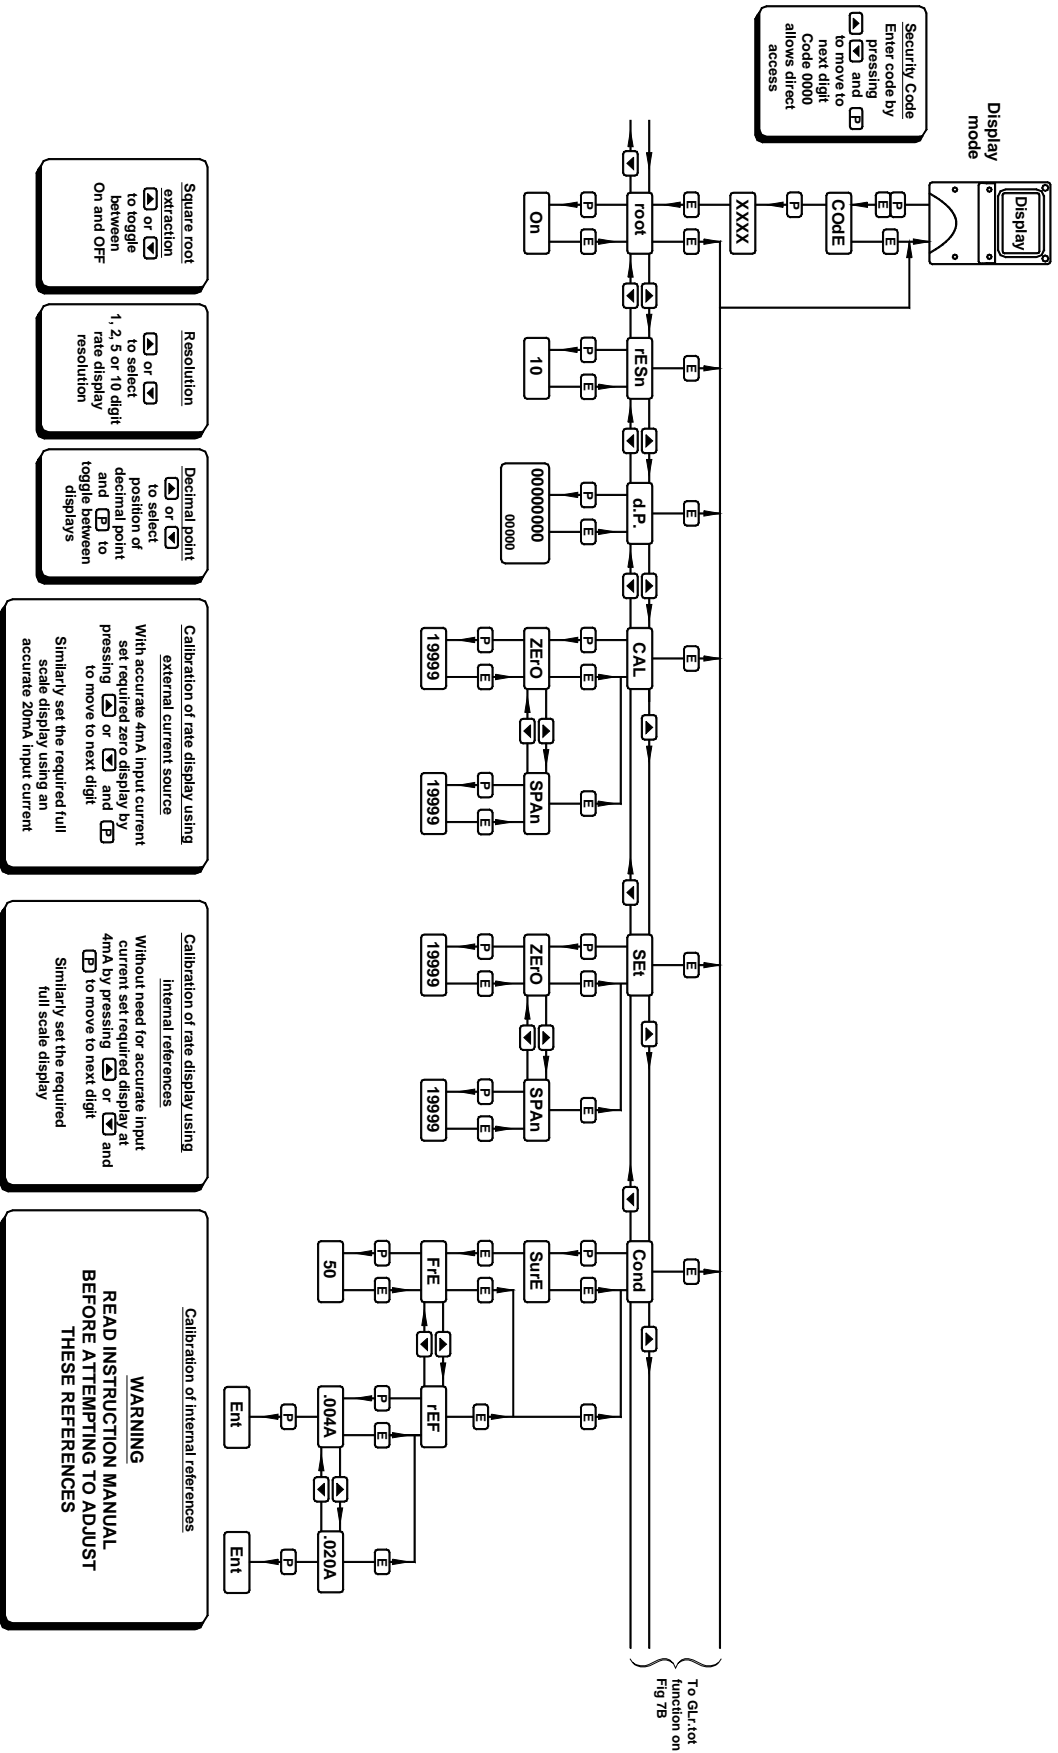 Display
mode
Display
Security Code
Enter code by
pressing
and P
to move to
next digit
Code 0000
allows direct
access
P
E
E
COdE
P
XXXX
E
E
E
E
E
E
E
root
rESn
d.P.
CAL
SEt
Cond
To GLr.tot
function on
Fig 7B
P
E
P
E
P
E
P
E
E
P
E
E
P
E
E
On
10
00000000
00000
ZErO
SPAn
ZErO
SPAn
SurE
P
E
P
E
P
E
P
E
E
E
E
19999
19999
19999
19999
FrE
rEF
P
E
P
E
E
50
.004A
.020A
P
P
Ent
Ent
Square root
extraction
or
to toggle
between
On and OFF
Resolution
or
to select
1, 2, 5 or 10 digit
rate display
resolution
Decimal point
or
to select
position of
decimal point
and P to
toggle between
displays
Calibration of rate display using
external current source
With accurate 4mA input current
set required zero display by
pressing or and P
to move to next digit
Similarly set the required full
scale display using an
accurate 20mA input current
Calibration of rate display using
internal references
Without need for accurate input
current set required display at
4mA by pressing or and
P to move to next digit
Similarly set the required
full scale display
Calibration of internal references
WARNING
READ INSTRUCTION MANUAL
BEFORE ATTEMPTING TO ADJUST
THESE REFERENCES